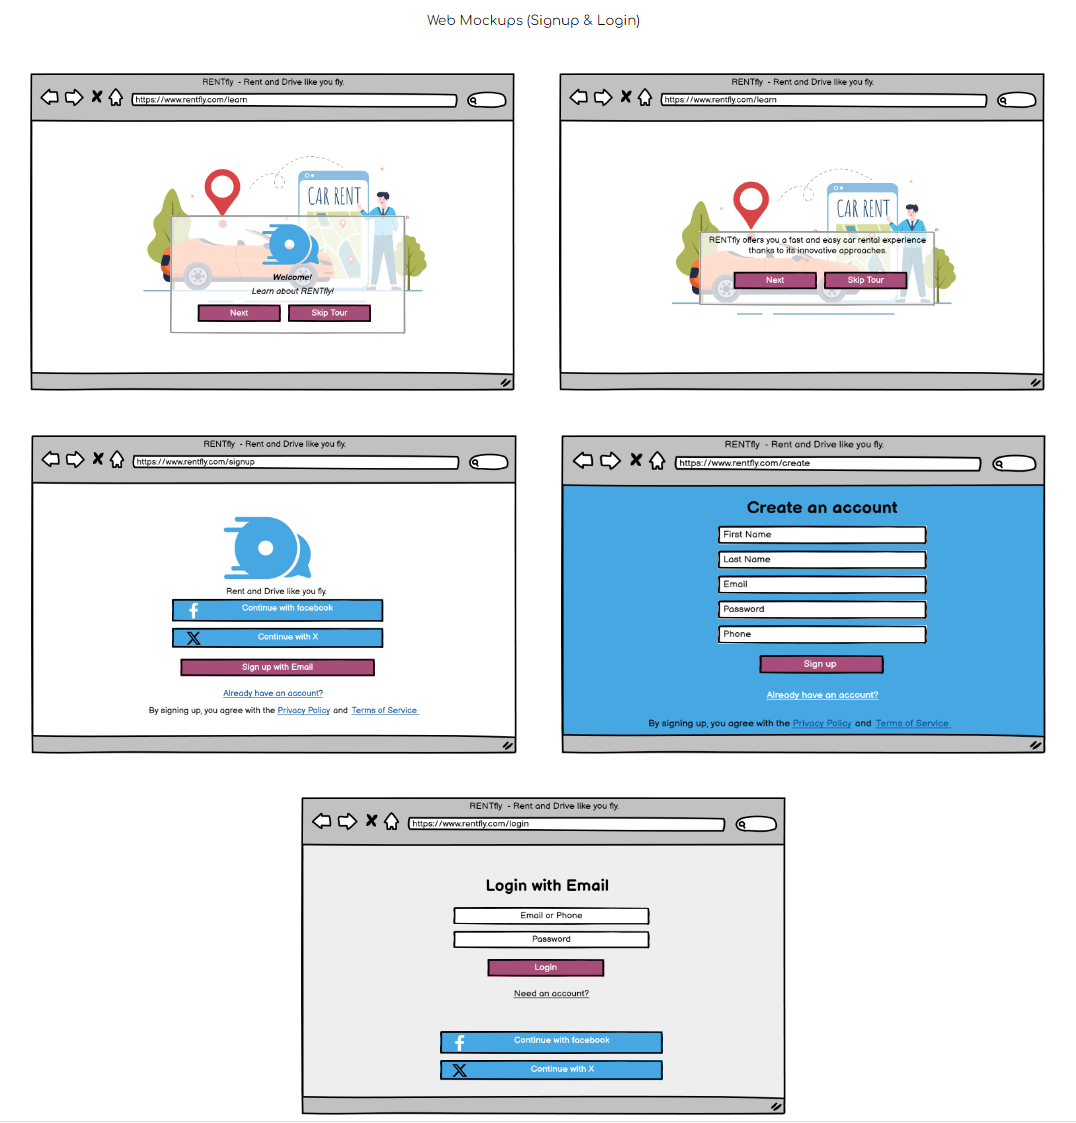 Web Mockups (Signup & Login)
RENTfly - Rent and Drive like you fly.
https://www.rentfly.com/learn
CAR RENT
Welcome!
Learn about RENTfly!
Next
Skip Tour
RENTfly - Rent and Drive like you fly.
https://www.rentfly.com/learn
CAR RENT
RENTfly offers you a fast and easy car rental experience
thanks to its innovative approaches.
Next
Skip Tour
RENTfly - Rent and Drive like you fly.
https://www.rentfly.com/signup
Rent and Drive like you fly.
Continue with facebook
Continue with X
Sign up with Email
Already have an account?
By signing up, you agree with the Privacy Policy and Terms of Service
RENTfly - Rent and Drive like you fly.
https://www.rentfly.com/create
Create an account
First Name
Last Name
Email
Password
Phone
Sign up
Already have an account?
By signing up, you agree with the Privacy Policy and Terms of Service
RENTfly - Rent and Drive like you fly.
https://www.rentfly.com/login
Login with Email
Email or Phone
Password
Login
Need an account?
Continue with facebook
Continue with X